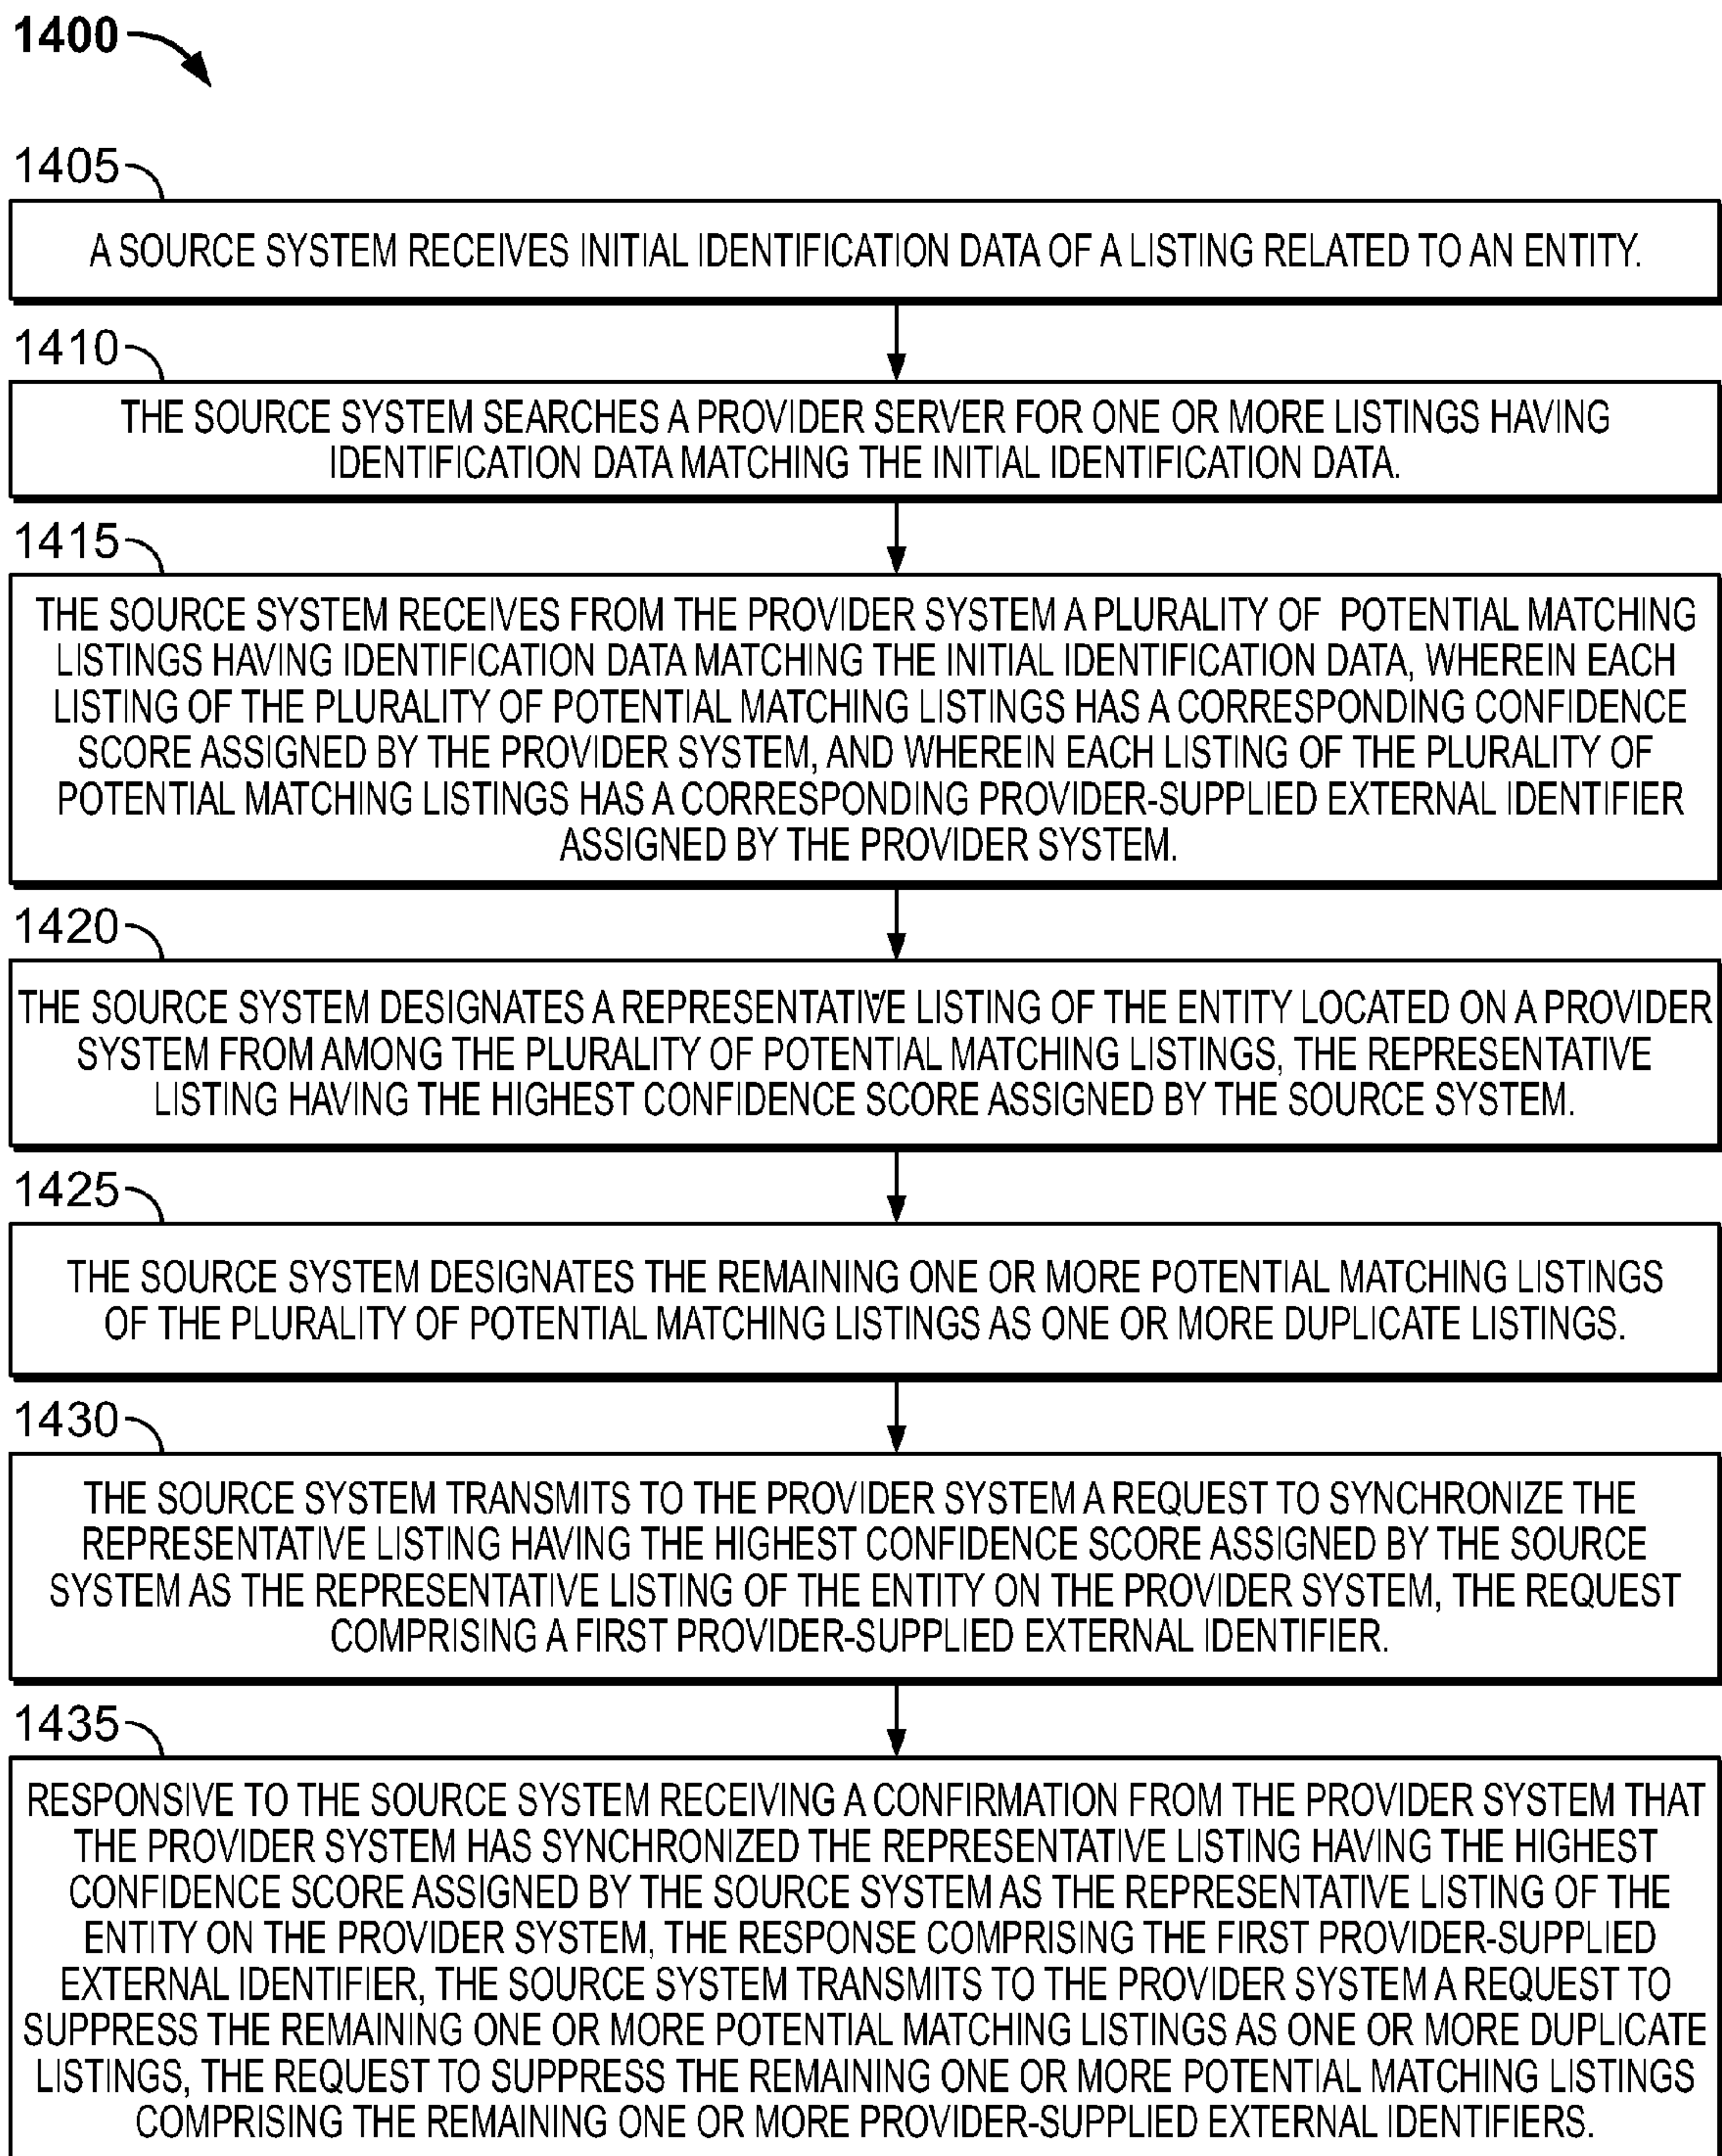 1400
1405
A SOURCE SYSTEM RECEIVES INITIAL IDENTIFICATION DATA OF A LISTING RELATED TO AN ENTITY.
1410
THE SOURCE SYSTEM SEARCHES A PROVIDER SERVER FOR ONE OR MORE LISTINGS HAVING
IDENTIFICATION DATA MATCHING THE INITIAL IDENTIFICATION DATA.
1415
THE SOURCE SYSTEM RECEIVES FROM THE PROVIDER SYSTEM A PLURALITY OF POTENTIAL MATCHING
LISTINGS HAVING IDENTIFICATION DATA MATCHING THE INITIAL IDENTIFICATION DATA, WHEREIN EACH
LISTING OF THE PLURALITY OF POTENTIAL MATCHING LISTINGS HAS A CORRESPONDING CONFIDENCE
SCORE ASSIGNED BY THE PROVIDER SYSTEM, AND WHEREIN EACH LISTING OF THE PLURALITY OF
POTENTIAL MATCHING LISTINGS HAS A CORRESPONDING PROVIDER-SUPPLIED EXTERNAL IDENTIFIER
ASSIGNED BY THE PROVIDER SYSTEM.
1420
THE SOURCE SYSTEM DESIGNATES A REPRESENTATIVE LISTING OF THE ENTITY LOCATED ON A PROVIDER
SYSTEM FROM AMONG THE PLURALITY OF POTENTIAL MATCHING LISTINGS, THE REPRESENTATIVE
LISTING HAVING THE HIGHEST CONFIDENCE SCORE ASSIGNED BY THE SOURCE SYSTEM.
1425
THE SOURCE SYSTEM DESIGNATES THE REMAINING ONE OR MORE POTENTIAL MATCHING LISTINGS
OF THE PLURALITY OF POTENTIAL MATCHING LISTINGS AS ONE OR MORE DUPLICATE LISTINGS.
1430
THE SOURCE SYSTEM TRANSMITS TO THE PROVIDER SYSTEM A REQUEST TO SYNCHRONIZE THE
REPRESENTATIVE LISTING HAVING THE HIGHEST CONFIDENCE SCORE ASSIGNED BY THE SOURCE
SYSTEM AS THE REPRESENTATIVE LISTING OF THE ENTITY ON THE PROVIDER SYSTEM, THE REQUEST
COMPRISING A FIRST PROVIDER-SUPPLIED EXTERNAL IDENTIFIER.
1435
RESPONSIVE TO THE SOURCE SYSTEM RECEIVING A CONFIRMATION FROM THE PROVIDER SYSTEM THAT
THE PROVIDER SYSTEM HAS SYNCHRONIZED THE REPRESENTATIVE LISTING HAVING THE HIGHEST
CONFIDENCE SCORE ASSIGNED BY THE SOURCE SYSTEM AS THE REPRESENTATIVE LISTING OF THE
ENTITY ON THE PROVIDER SYSTEM, THE RESPONSE COMPRISING THE FIRST PROVIDER-SUPPLIED
EXTERNAL IDENTIFIER, THE SOURCE SYSTEM TRANSMITS TO THE PROVIDER SYSTEM A REQUEST TO
SUPPRESS THE REMAINING ONE OR MORE POTENTIAL MATCHING LISTINGS AS ONE OR MORE DUPLICATE
LISTINGS, THE REQUEST TO SUPPRESS THE REMAINING ONE OR MORE POTENTIAL MATCHING LISTINGS
COMPRISING THE REMAINING ONE OR MORE PROVIDER-SUPPLIED EXTERNAL IDENTIFIERS.